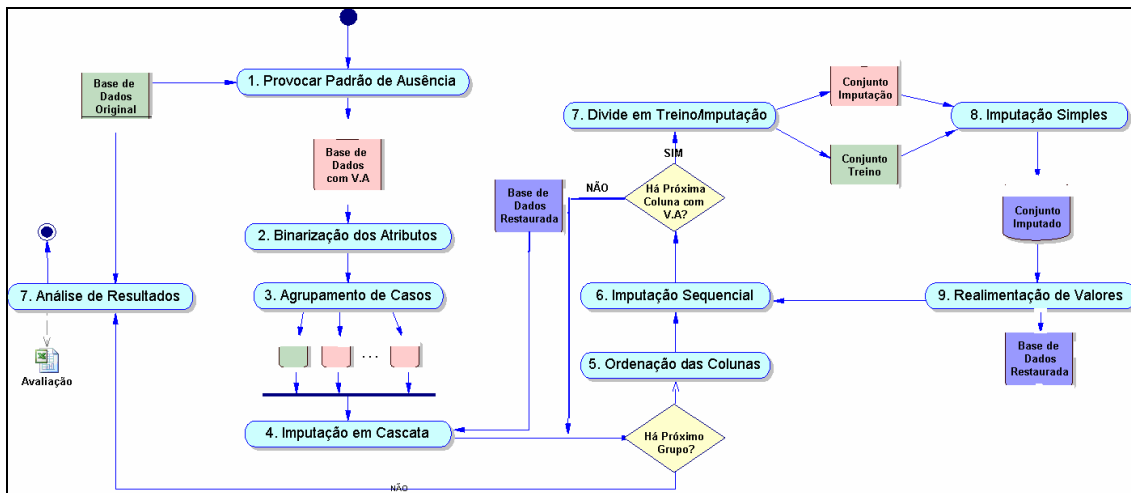 1. Provocar Padrão de Ausência
Base de
Dados
Original
Base de
Dados
com V.A
2. Binarização dos Atributos
3. Agrupamento de Casos
...
4. Imputação em Cascata
Há Próximo
Grupo?
NÃO
5. Ordenação das Colunas
6. Imputação Sequencial
Há Próxima
Coluna com
V.A?
NÃO
SIM
Base de
Dados
Restaurada
7. Divide em Treino/Imputação
Conjunto
Imputação
Conjunto
Treino
8. Imputação Simples
Conjunto
Imputado
9. Realimentação de Valores
Base de
Dados
Restaurada
7. Análise de Resultados
Avaliação